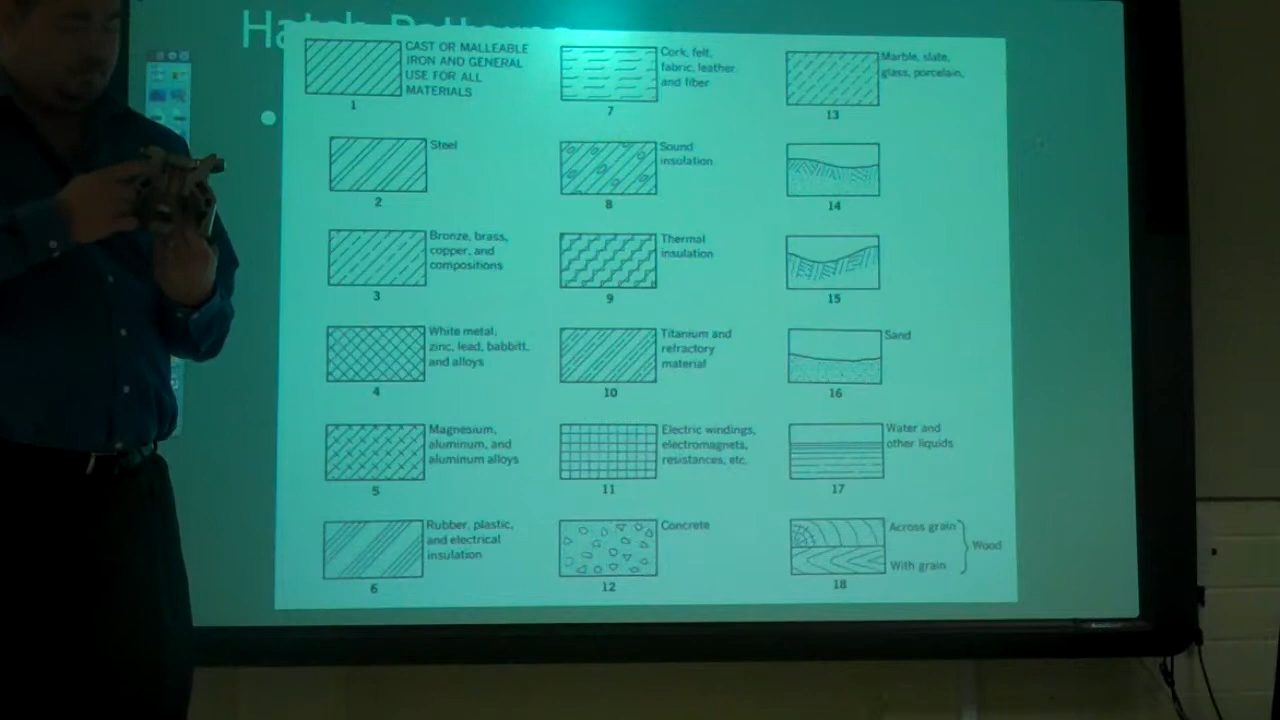 Hatch Patterns
CAST OR MALLEABLE
IRON AND GENERAL
USE FOR ALL
MATERIALS
1
Steel
2
Bronze, brass,
copper, and
compositions
3
White metal,
zinc, lead, babbitt,
and alloys
4
Magnesium,
aluminum, and
aluminum alloys
5
Rubber, plastic,
and electrical
insulation
6
Cork, felt,
fabric, leather
and fiber
7
Sound
insulation
8
Thermal
insulation
9
Titanium and
refractory
material
10
Electric windings,
electromagnets,
resistances, etc.
11
Concrete
12
Marble, slate,
glass, porcelain,
13
14
15
Sand
16
Water and
other liquids
17
Across grain
With grain
Wood
18